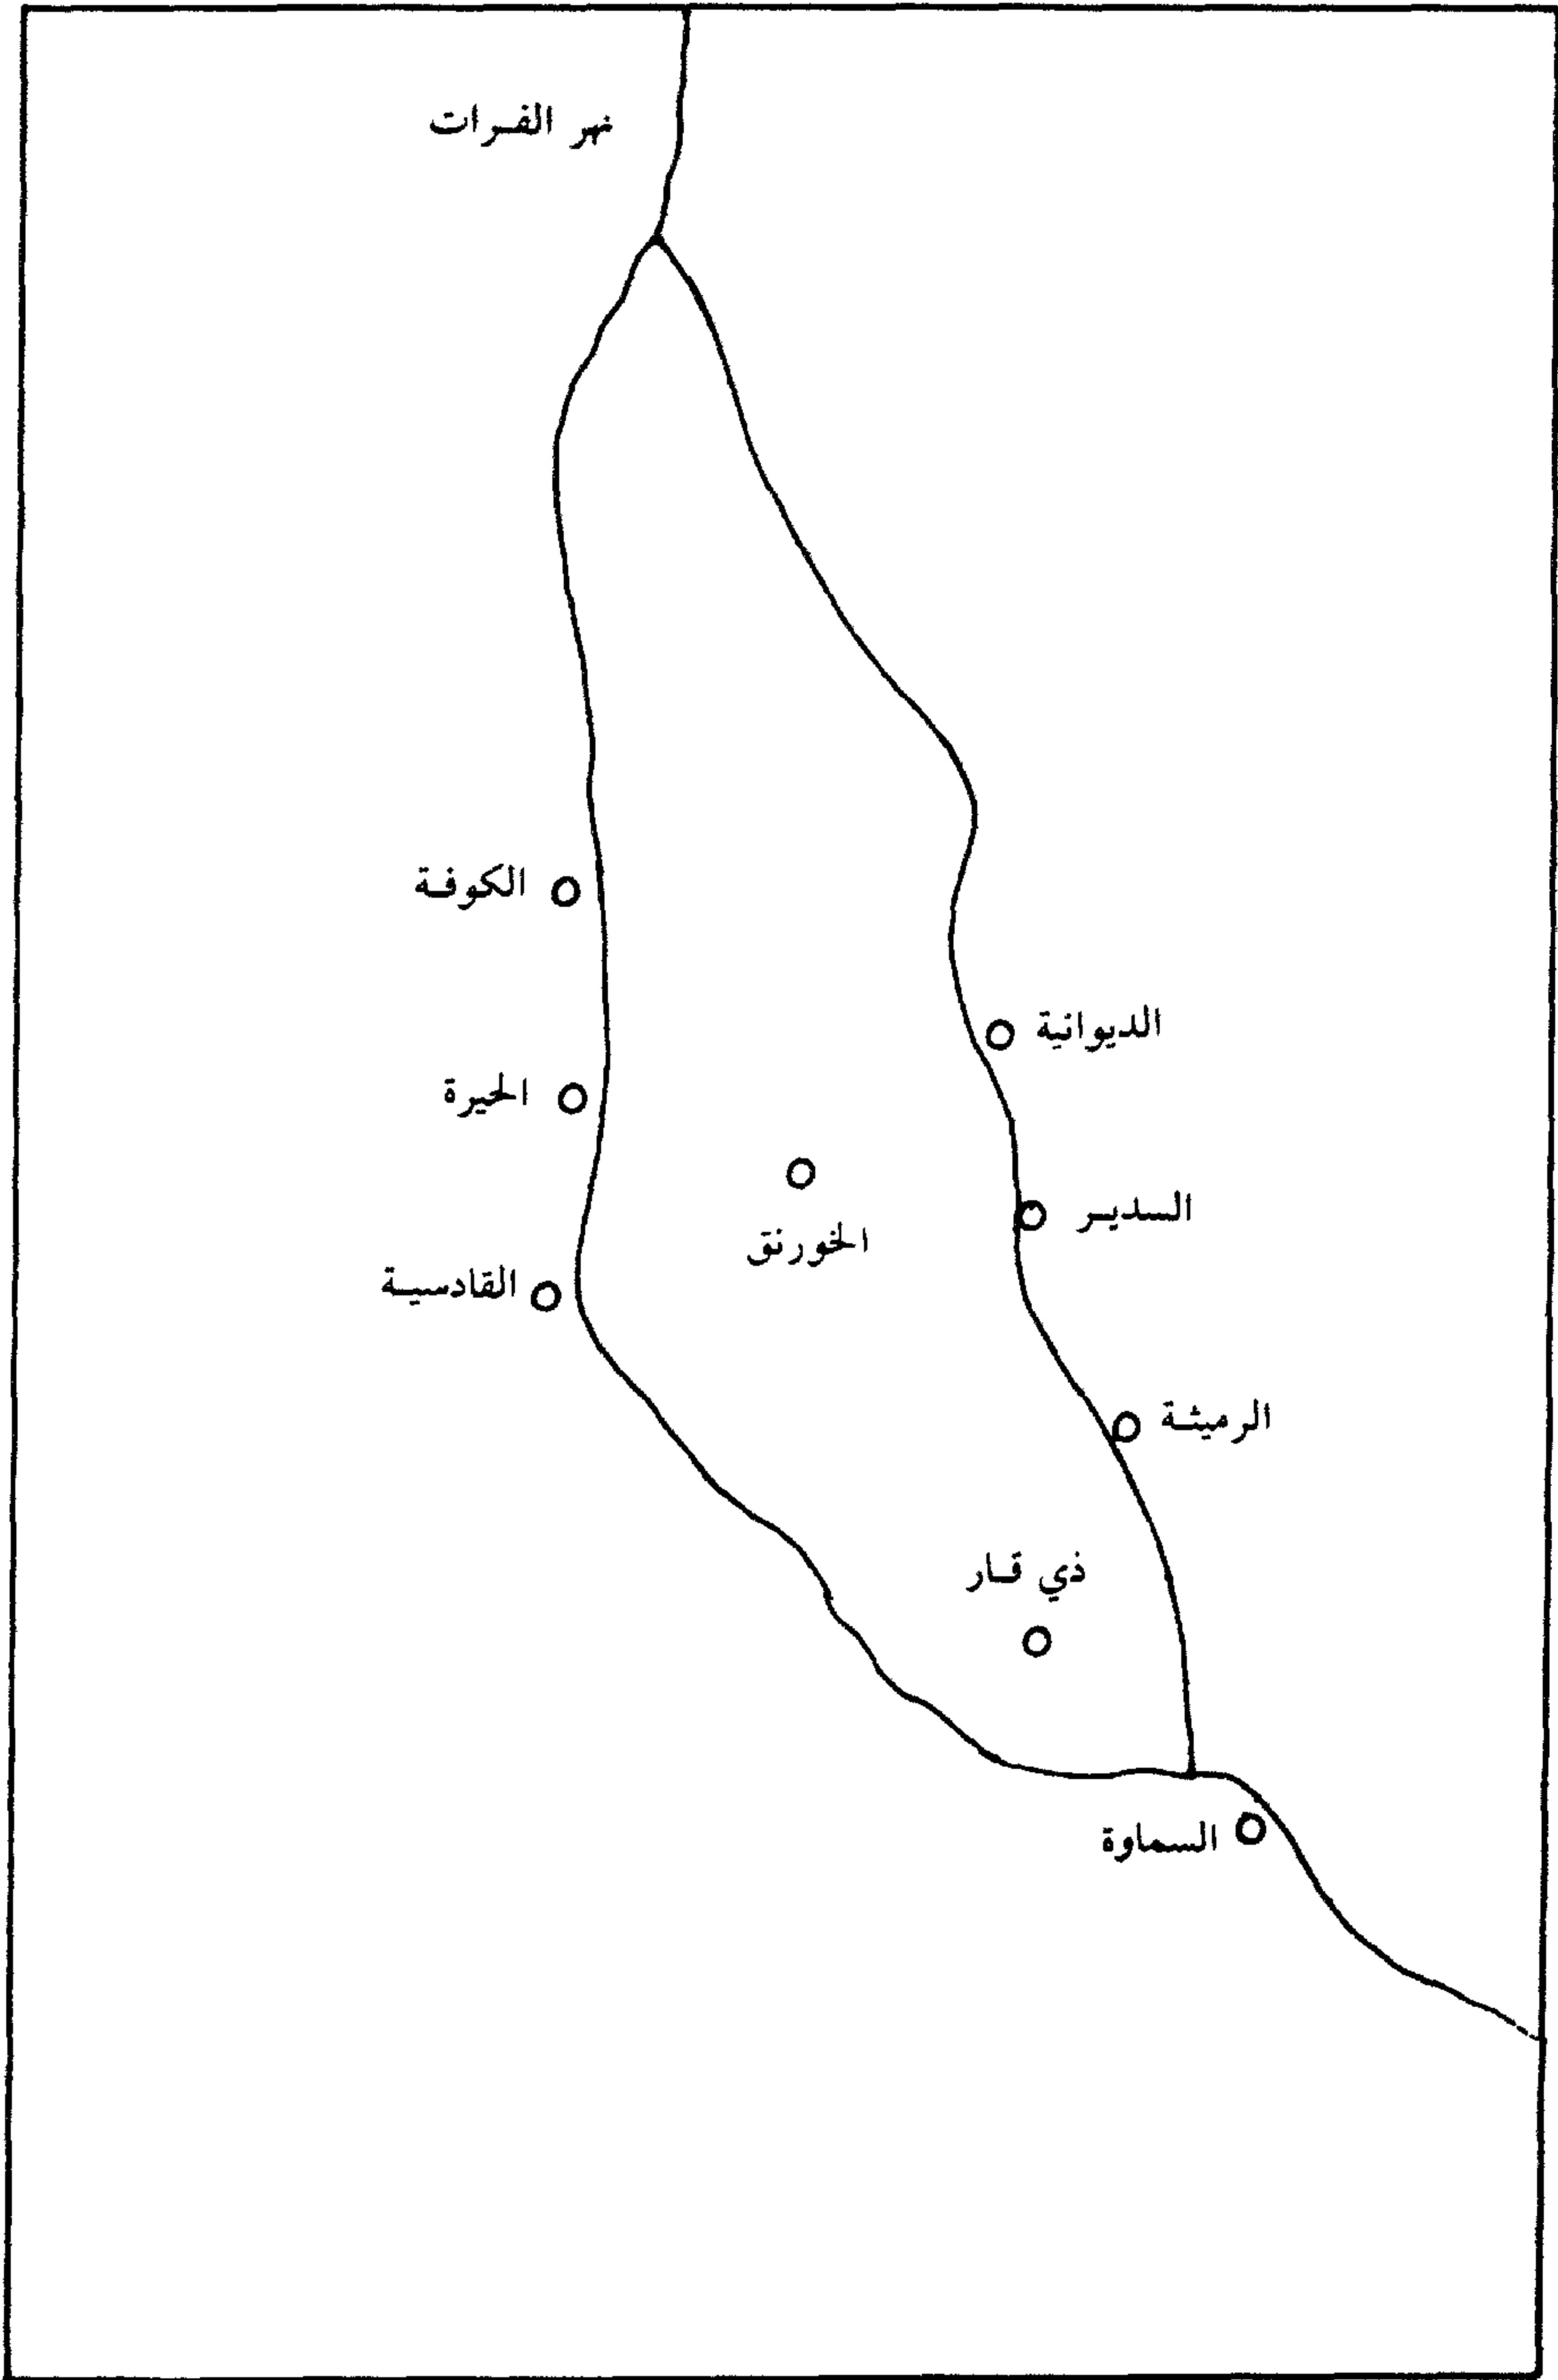 نهر الفرات
الكوفة
الديوانية
الحيرة
السدير
الخورنق
القادسية
الرميثة
ذي قار
السماوة